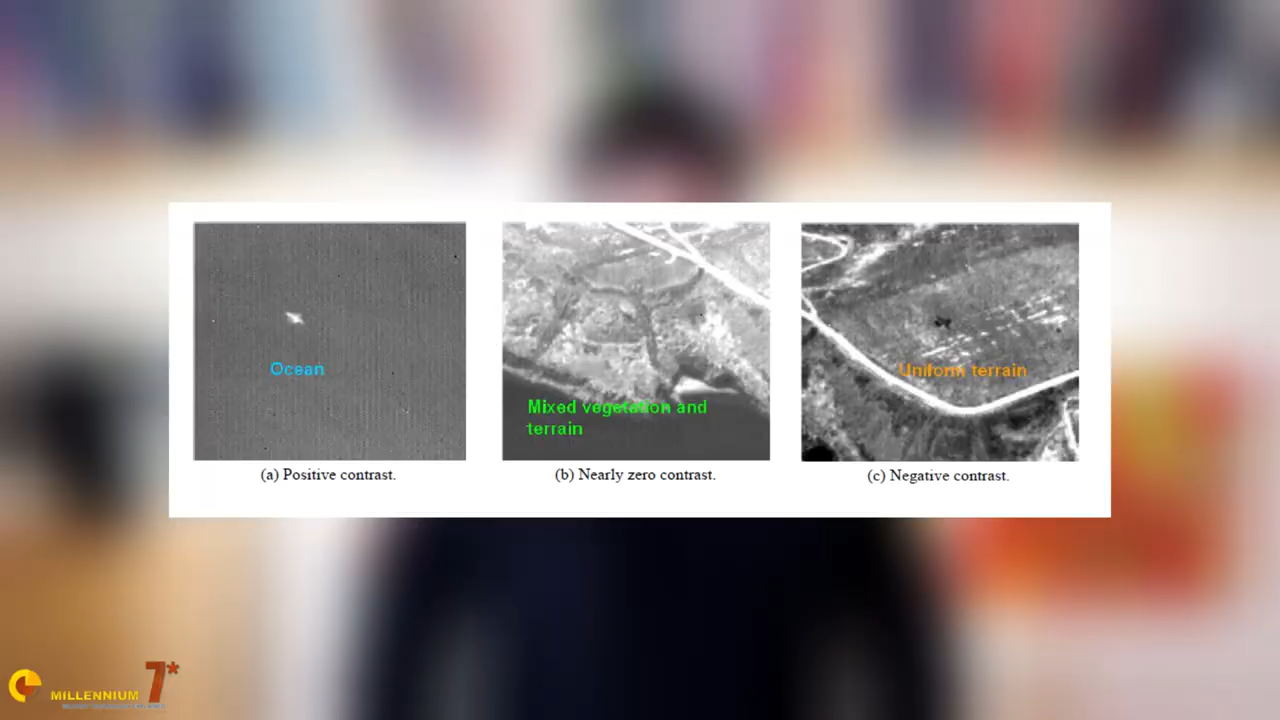 Ocean
Mixed vegetation and
terrain
Uniform terrain
(a) Positive contrast.
(b) Nearly zero contrast.
(c) Negative contrast.
MILLENNIUM 7*